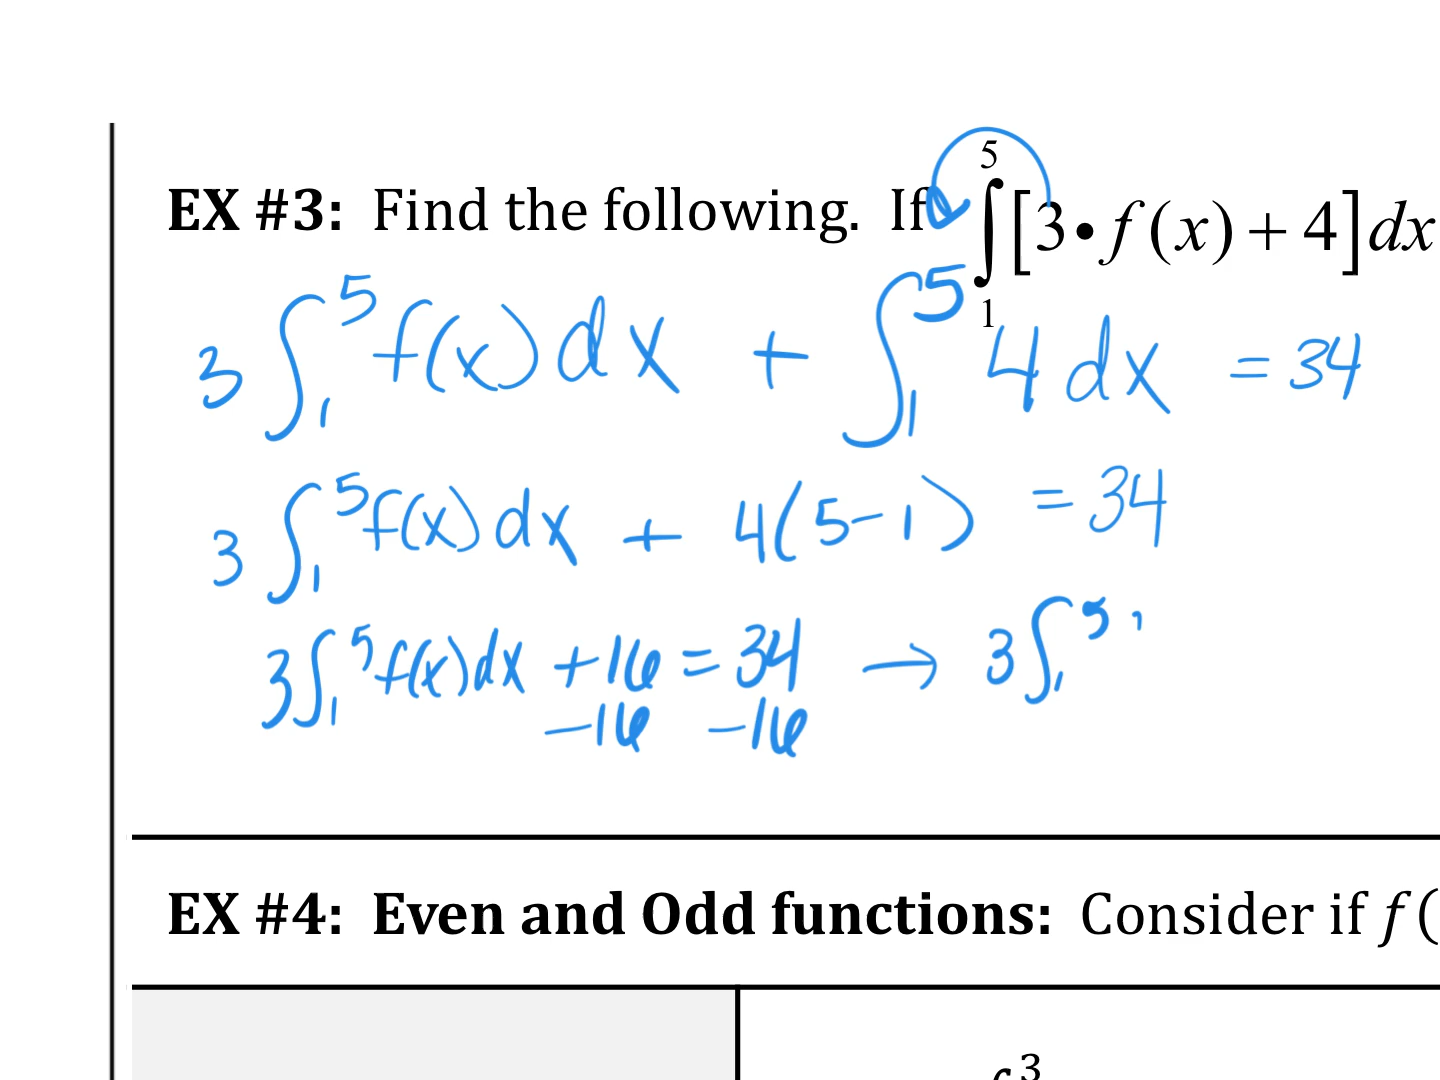 EX #3: Find the following. If ∫₁⁵ [3•f(x)+4]dx
3 ∫₁⁵ f(x) dx + ∫₁⁵ 4 dx = 34
3 ∫₁⁵ f(x) dx + 4(5-1) = 34
3 ∫₁⁵ f(x) dx + 16 = 34 → 3 ∫₁⁵
-16 -16
EX #4: Even and Odd functions: Consider if f(
3